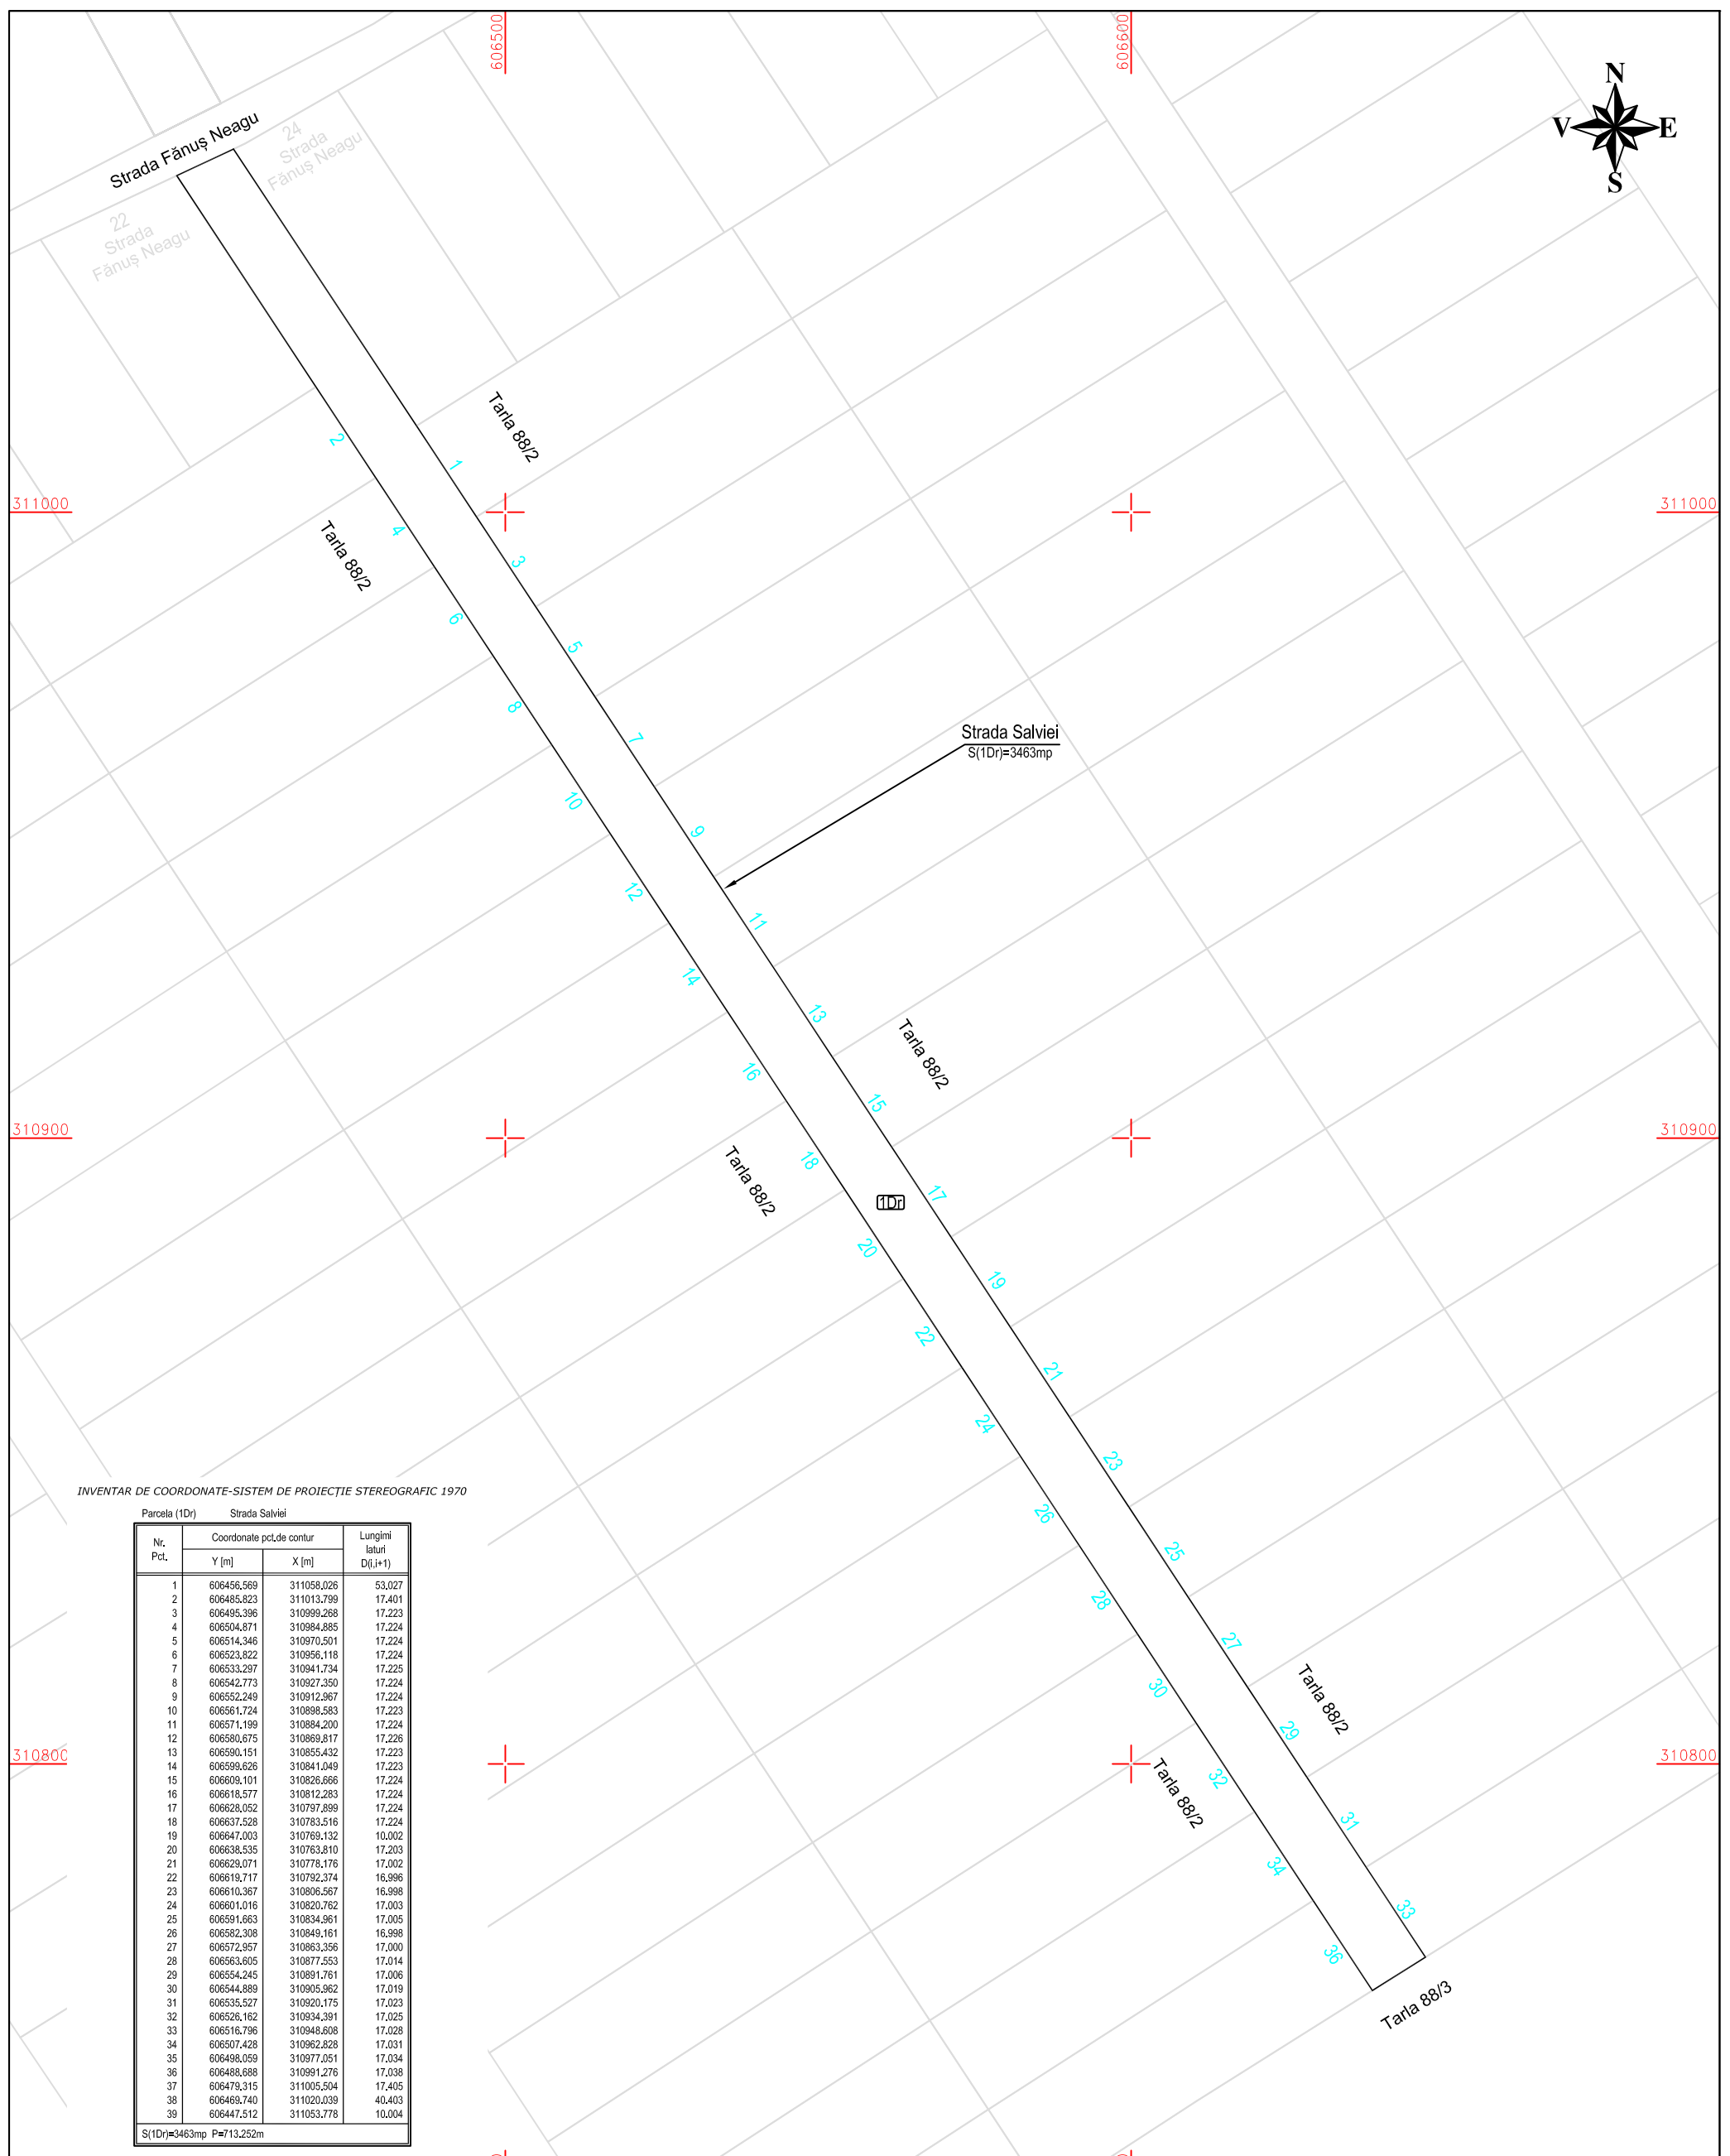 606500
606600
N
V
E
S
Strada Fănuș Neagu
24
Strada
Fănuș Neagu
22
Strada
Fănuș Neagu
Tarla 88/2
2
1
311000
311000
4
Tarla 88/2
3
6
5
8
7
Strada Salviei
S(1Dr)=3463mp
10
9
12
11
14
13
Tarla 88/2
16
15
310900
310900
18
Tarla 88/2
17
1Dr
20
19
22
21
24
23
26
25
28
27
30
Tarla 88/2
29
310800
310800
32
Tarla 88/2
31
34
33
36
Tarla 88/3
INVENTAR DE COORDONATE-SISTEM DE PROIECȚIE STEREOGRAFIC 1970
Parcela (1Dr) Strada Salviei
Nr. Pct. Coordonate pct.de contur Lungimi laturi D(i,i+1)
Y [m] X [m]
1 606456.569 311058.026 53.027
2 606485.823 311013.799 17.401
3 606495.396 310999.268 17.223
4 606504.871 310984.885 17.224
5 606514.346 310970.501 17.224
6 606523.822 310956.118 17.224
7 606533.297 310941.734 17.225
8 606542.773 310927.350 17.224
9 606552.249 310912.967 17.224
10 606561.724 310898.583 17.223
11 606571.199 310884.200 17.224
12 606580.675 310869.817 17.226
13 606590.151 310855.432 17.223
14 606599.626 310841.049 17.223
15 606609.101 310826.666 17.224
16 606618.577 310812.283 17.224
17 606628.052 310797.899 17.224
18 606637.528 310783.516 17.224
19 606647.003 310769.132 10.002
20 606638.535 310763.810 17.203
21 606629.071 310778.176 17.002
22 606619.717 310792.374 16.996
23 606610.367 310806.567 16.998
24 606601.016 310820.762 17.003
25 606591.663 310834.961 17.005
26 606582.308 310849.161 16.998
27 606572.957 310863.356 17.000
28 606563.605 310877.553 17.014
29 606554.245 310891.761 17.006
30 606544.889 310905.962 17.019
31 606535.527 310920.175 17.023
32 606526.162 310934.391 17.025
33 606516.796 310948.608 17.028
34 606507.428 310962.828 17.031
35 606498.059 310977.051 17.034
36 606488.688 310991.276 17.038
37 606479.315 311005.504 17.405
38 606469.740 311020.039 40.403
39 606447.512 311053.778 10.004
S(1Dr)=3463mp P=713.252m